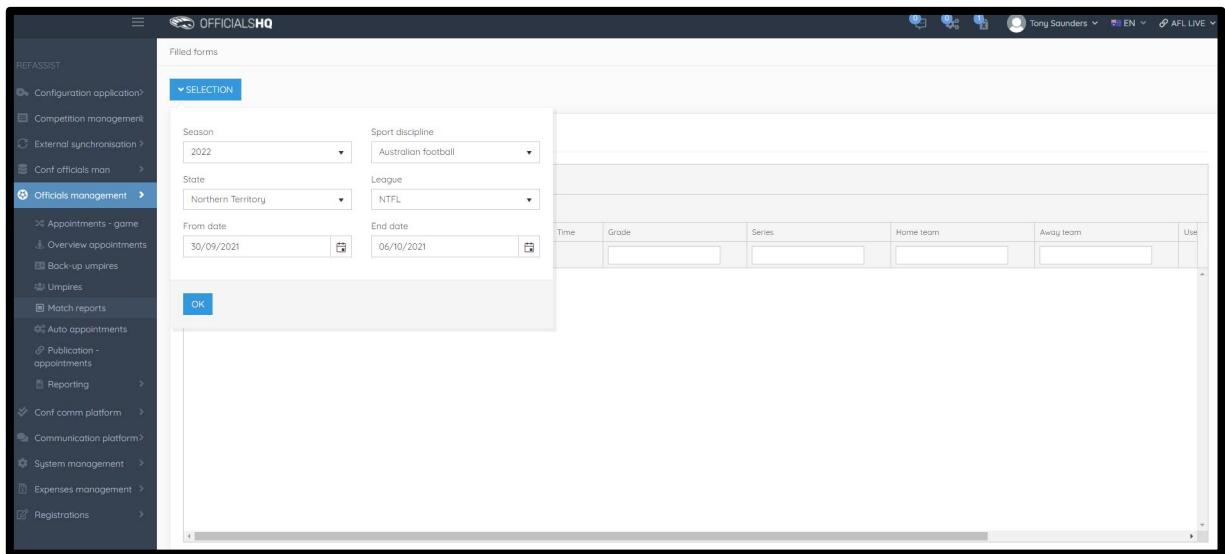 OFFICIALSHQ
0 0 1 Tony Saunders EN AFL LIVE
REFASSIST
Configuration application
Competition management
External synchronisation
Conf officials man
Officials management
Appointments - game
Overview appointments
Back-up umpires
Umpires
Match reports
Auto appointments
Publication -
appointments
Reporting
Conf comm platform
Communication platform
System management
Expenses management
Registrations
Filled forms
SELECTION
Season Sport discipline
2022 Australian football
State League
Northern Territory NTFL
From date End date
30/09/2021 06/10/2021
OK
Time Grade Series Home team Away team Use